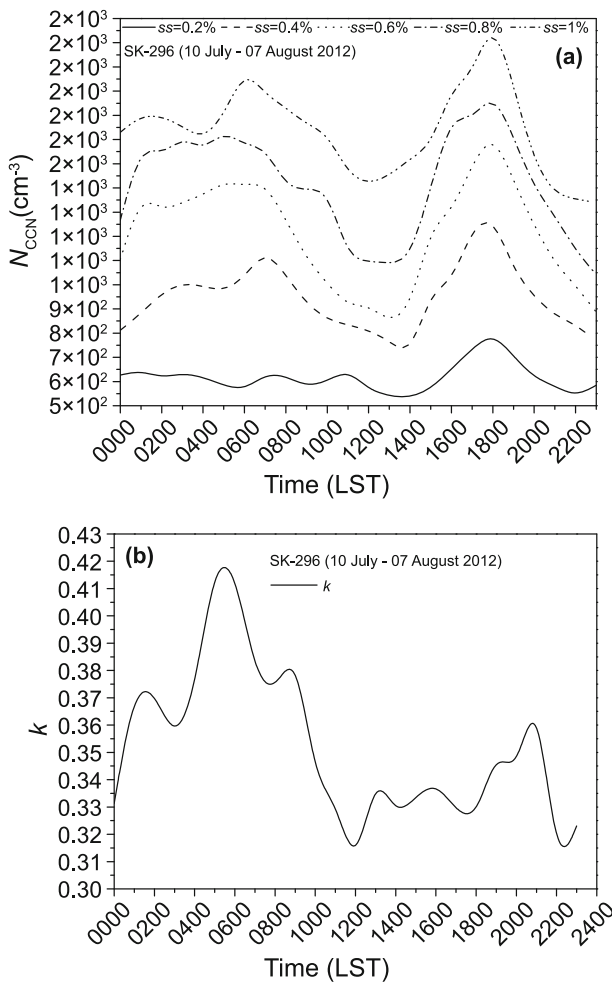 ss=0.2% ss=0.4% ss=0.6% ss=0.8% ss=1%
SK-296 (10 July - 07 August 2012)
(a)
2×10³
2×10³
2×10³
2×10³
2×10³
2×10³
2×10³
1×10³
1×10³
1×10³
1×10³
1×10³
9×10²
8×10²
7×10²
6×10²
5×10²
N_CCN(cm⁻³)
0000 0200 0400 0600 0800 1000 1200 1400 1600 1800 2000 2200
Time (LST)
(b)
SK-296 (10 July - 07 August 2012)
k
0.43
0.42
0.41
0.40
0.39
0.38
0.37
0.36
0.35
0.34
0.33
0.32
0.31
0.30
k
0000 0200 0400 0600 0800 1000 1200 1400 1600 1800 2000 2200 2400
Time (LST)